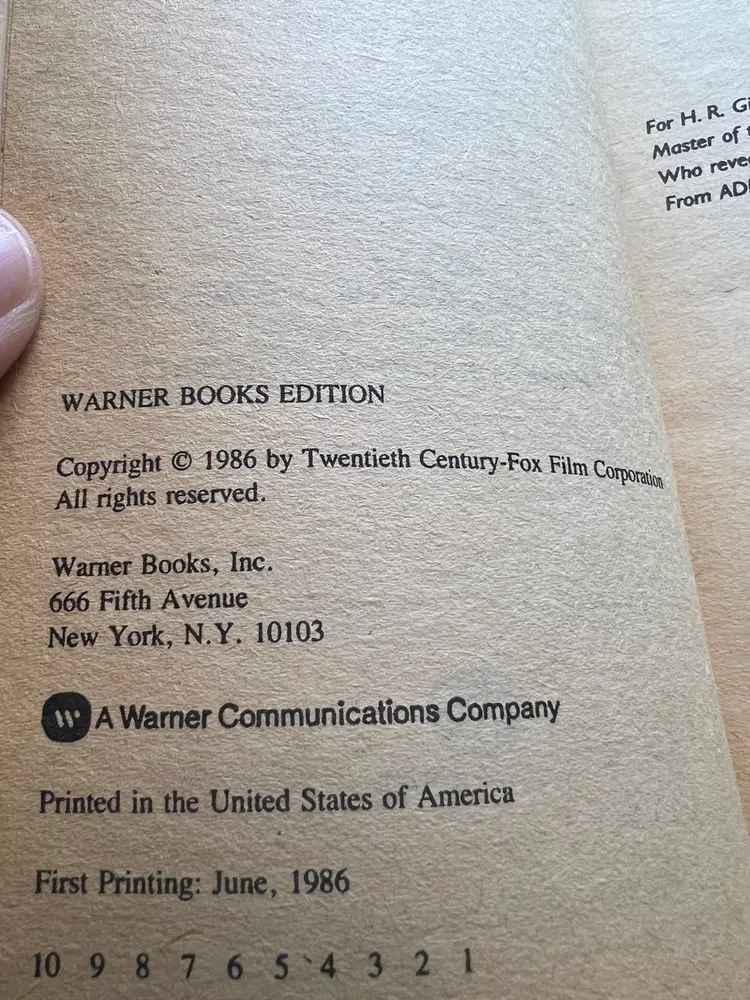 WARNER BOOKS EDITION
Copyright © 1986 by Twentieth Century-Fox Film Corporation
All rights reserved.
Warner Books, Inc.
666 Fifth Avenue
New York, N.Y. 10103
W A Warner Communications Company
Printed in the United States of America
First Printing: June, 1986
10 9 8 7 6 5 4 3 2 1
For H. R.
Master of
Who
From